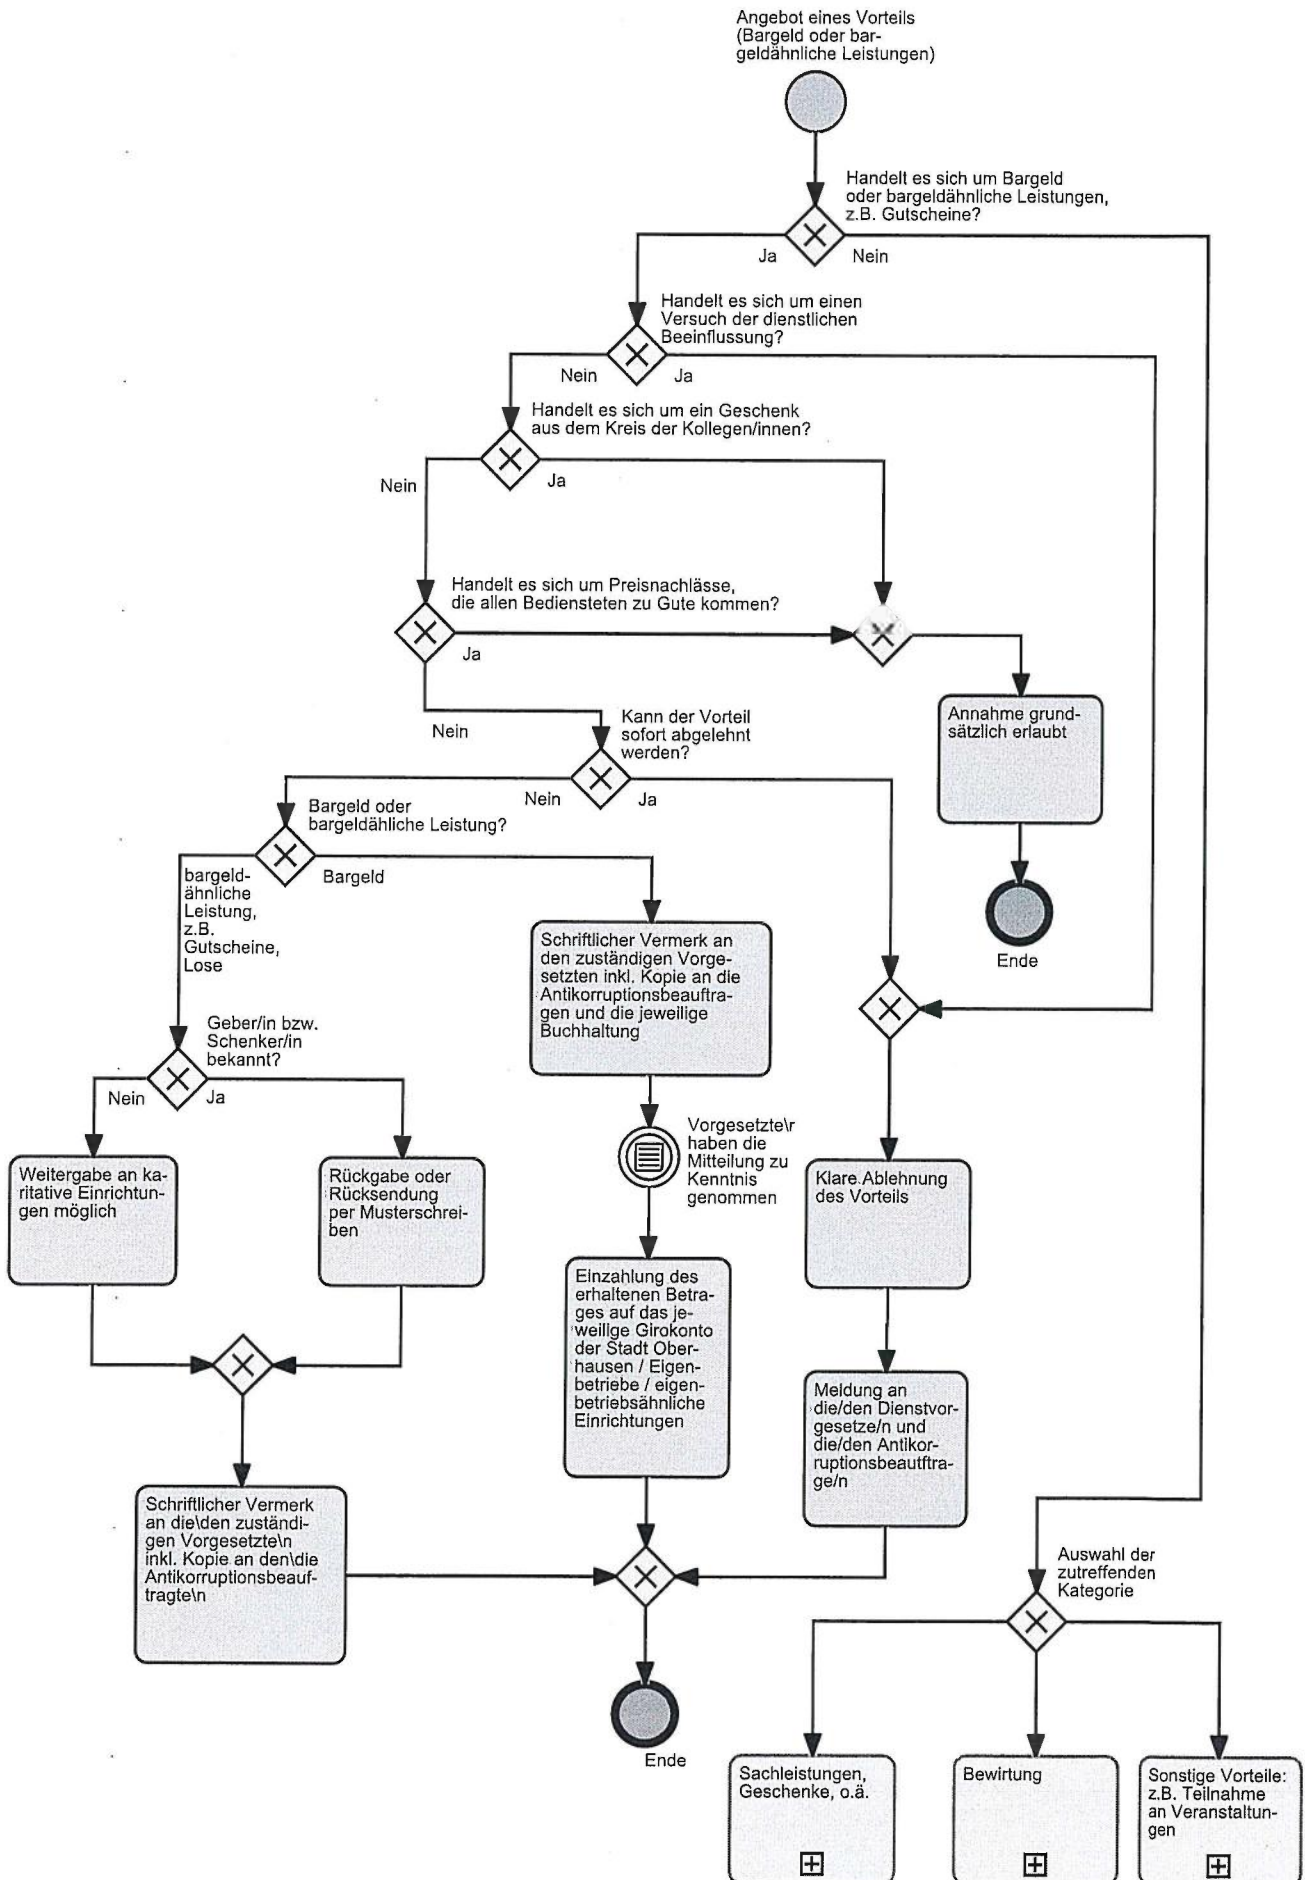 Angebot eines Vorteils
(Bargeld oder bar-
geldähnliche Leistungen)
Handelt es sich um Bargeld
oder bargeldähnliche Leistungen,
z.B. Gutscheine?
Ja
Nein
Handelt es sich um einen
Versuch der dienstlichen
Beeinflussung?
Nein
Ja
Handelt es sich um ein Geschenk
aus dem Kreis der Kollegen/innen?
Nein
Ja
Handelt es sich um Preisnachlässe,
die allen Bediensteten zu Gute kommen?
Ja
Nein
Annahme grund-
sätzlich erlaubt
Ende
Kann der Vorteil
sofort abgelehnt
werden?
Nein
Ja
Bargeld oder
bargeldähliche Leistung?
bargeld-
ähnliche
Leistung,
z.B.
Gutscheine,
Lose
Bargeld
Schriftlicher Vermerk an
den zuständigen Vorge-
setzten inkl. Kopie an die
Antikorruptionsbeauftra-
gen und die jeweilige
Buchhaltung
Geber/in bzw.
Schenker/in
bekannt?
Nein
Ja
Vorgesetzte\r
haben die
Mitteilung zu
Kenntnis
genommen
Weitergabe an ka-
ritative Einrichtun-
gen möglich
Rückgabe oder
Rücksendung
per Musterschrei-
ben
Klare Ablehnung
des Vorteils
Einzahlung des
erhaltenen Betra-
ges auf das je-
weilige Girokonto
der Stadt Ober-
hausen / Eigen-
betriebe / eigen-
betriebsähnliche
Einrichtungen
Meldung an
die/den Dienstvor-
gesetze/n und
die/den Antikor-
ruptionsbeautftra-
ge/n
Schriftlicher Vermerk
an die\den zuständi-
gen Vorgesetzte\n
inkl. Kopie an den\die
Antikorruptionsbeauf-
tragte\n
Ende
Auswahl der
zutreffenden
Kategorie
Sachleistungen,
Geschenke, o.ä.
Bewirtung
Sonstige Vorteile:
z.B. Teilnahme
an Veranstaltun-
gen